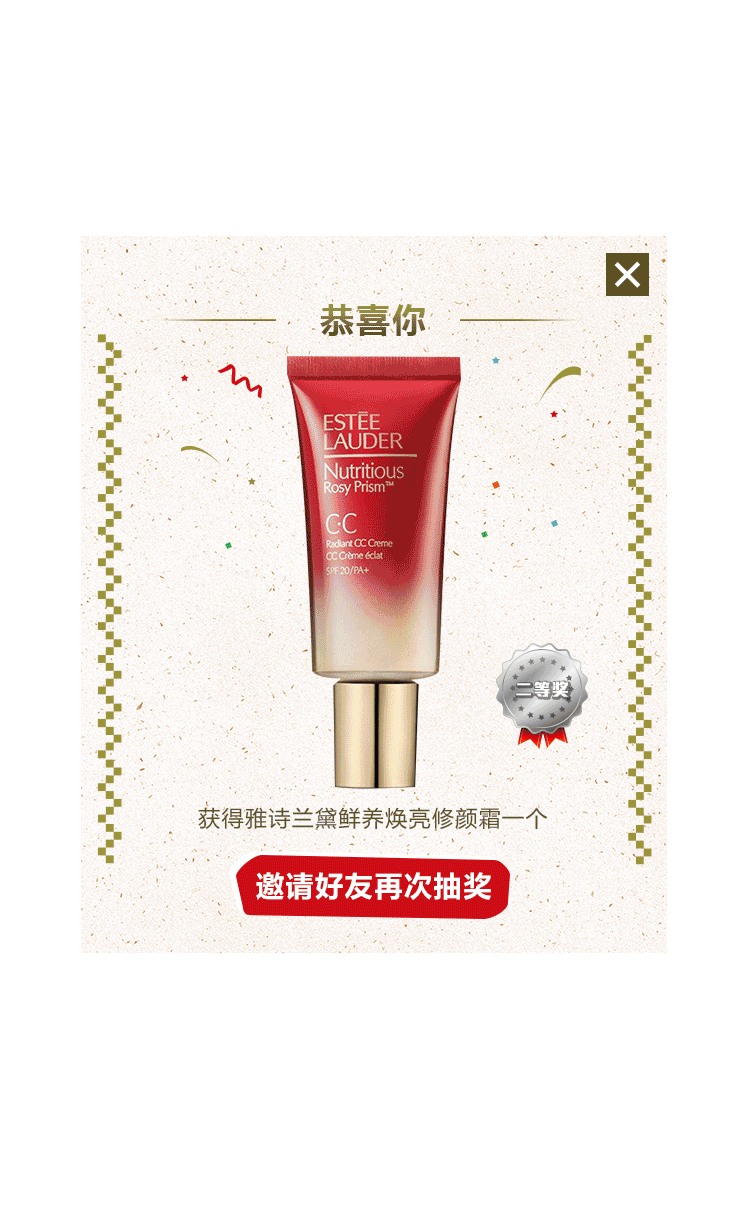 恭喜你
ESTĒE
LAUDER
Nutritious
Rosy Prism™
C·C
Radiant CC Creme
CC Crème éclat
SPF 20/PA+
二等奖
获得雅诗兰黛鲜养焕亮修颜霜一个
邀请好友再次抽奖